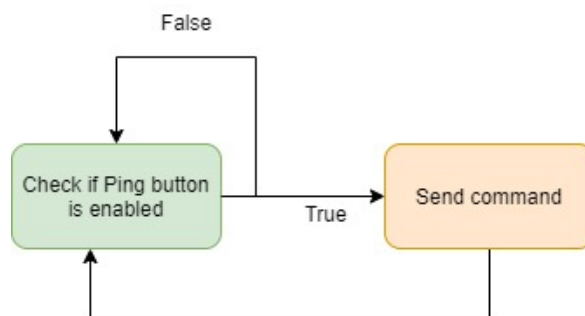 False
Check if Ping button
is enabled
True
Send command